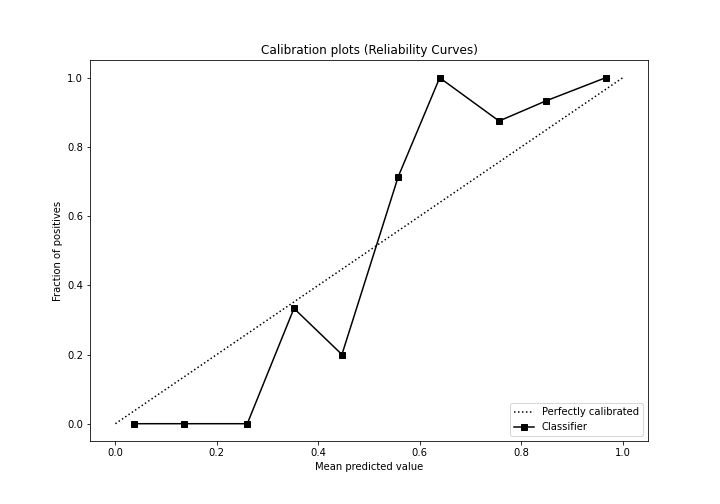 Calibration plots (Reliability Curves)
Fraction of positives
1.0
0.8
0.6
0.4
0.2
0.0
0.0 0.2 0.4 0.6 0.8 1.0
Mean predicted value
Perfectly calibrated
Classifier